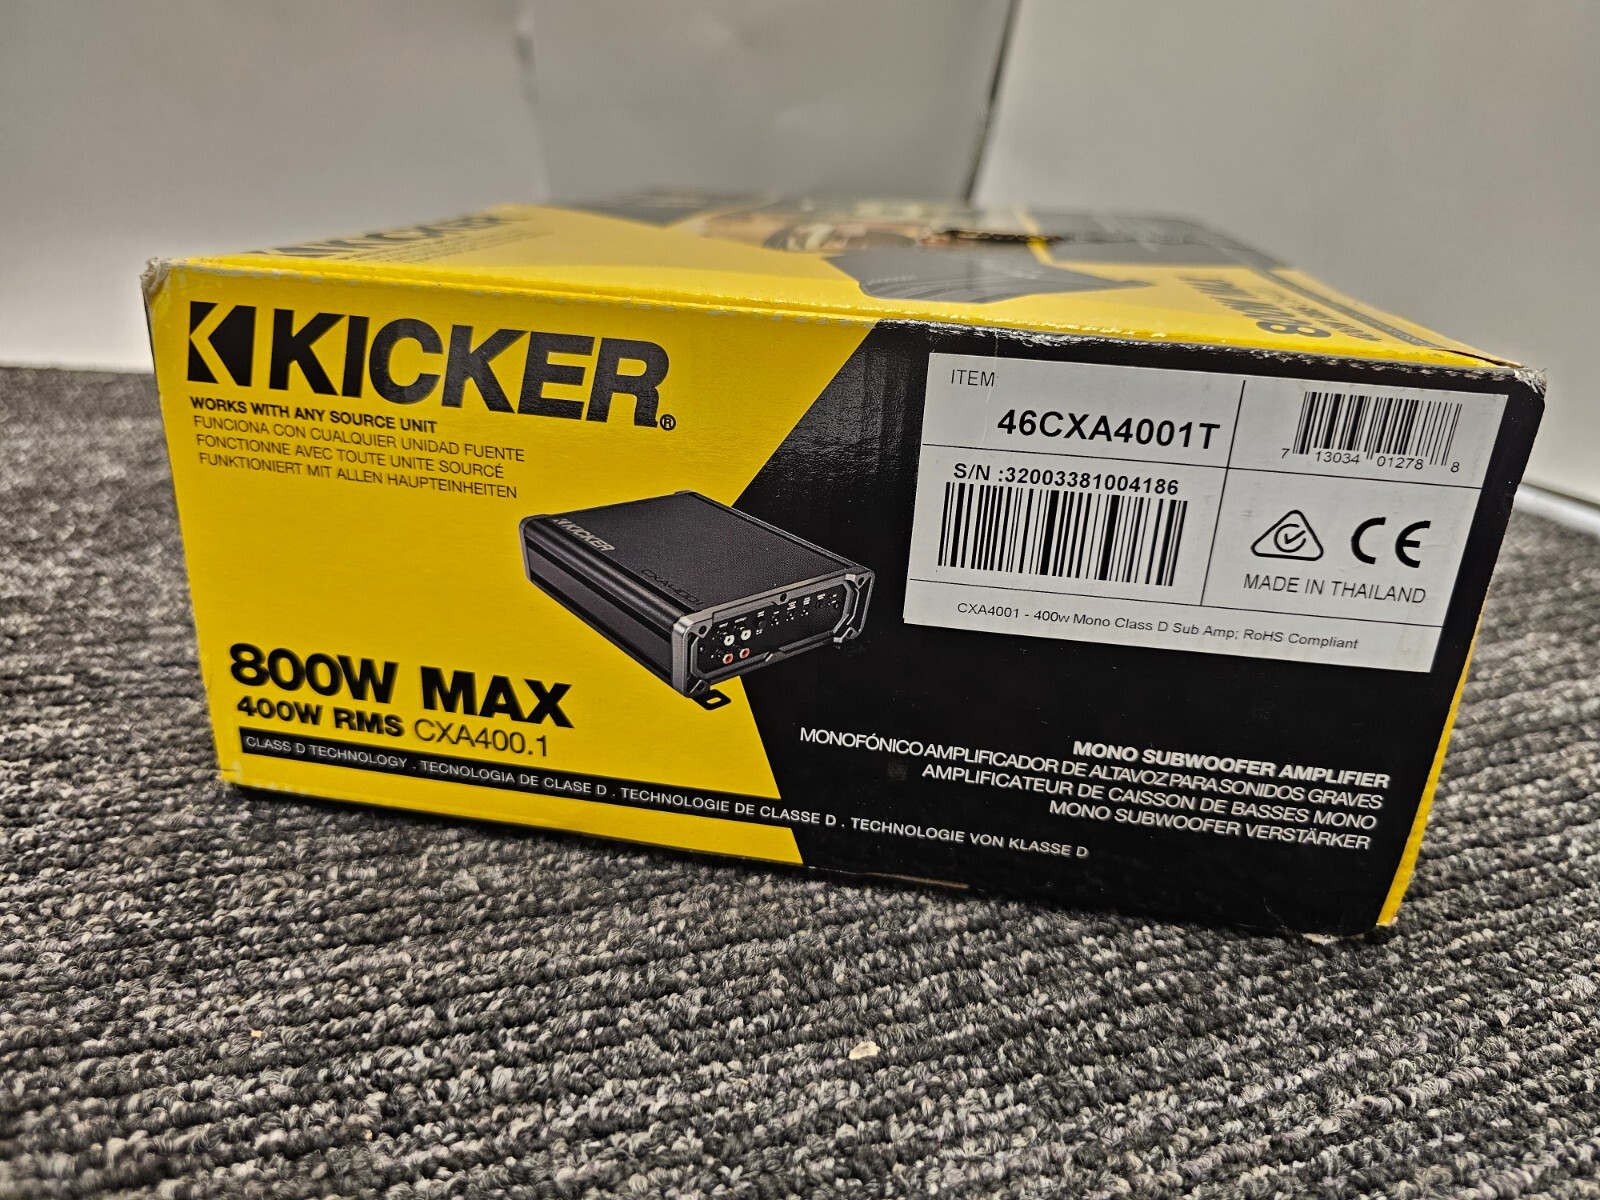 KICKER®
WORKS WITH ANY SOURCE UNIT
FUNCIONA CON CUALQUIER UNIDAD FUENTE
FONCTIONNE AVEC TOUTE UNITE SOURCÉ
FUNKTIONIERT MIT ALLEN HAUPTEINHEITEN
KICKER
CXA400.1
800W MAX
400W RMS CXA400.1
CLASS D TECHNOLOGY . TECNOLOGIA DE CLASE D . TECHNOLOGIE DE CLASSE D . TECHNOLOGIE VON KLASSE D
ITEM:
46CXA4001T
7 13034 01278 8
S/N :32003381004186
CE
MADE IN THAILAND
CXA4001 - 400w Mono Class D Sub Amp; RoHS Compliant
MONO SUBWOOFER AMPLIFIER
MONOFÓNICO AMPLIFICADOR DE ALTAVOZ PARA SONIDOS GRAVES
AMPLIFICATEUR DE CAISSON DE BASSES MONO
MONO SUBWOOFER VERSTÄRKER